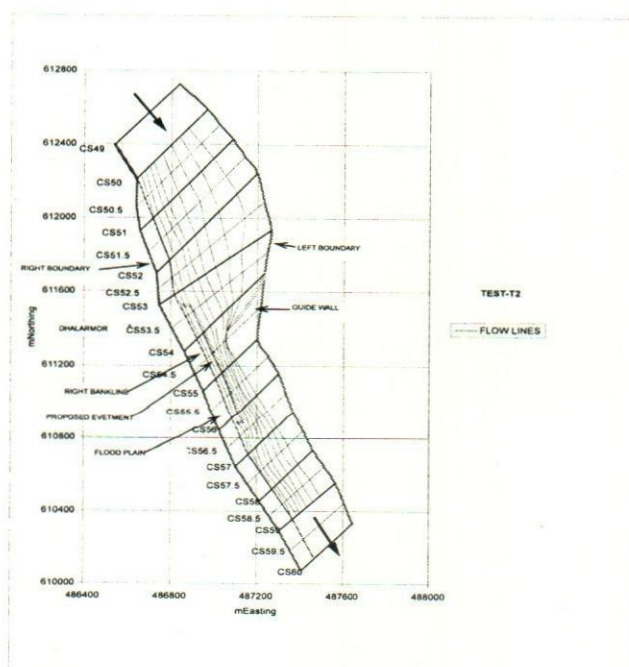 612800
612400
612000
611600
611200
610800
610400
610000
mNorthing
486400
486800
487200
487600
488000
mEasting
CS49
CS50
CS50.5
CS51
CS51.5
RIGHT BOUNDARY
CS52
CS52.5
CS53
DHALARMOR
CS53.5
CS54
CS54.5
RIGHT BANKLINE
CS55
PROPOSED EVETMENT
CS55.5
CS56
FLOOD PLAIN
CS56.5
CS57
CS57.5
CS58
CS58.5
CS59
CS59.5
CS60
LEFT BOUNDARY
GUIDE WALL
TEST-T2
FLOW LINES